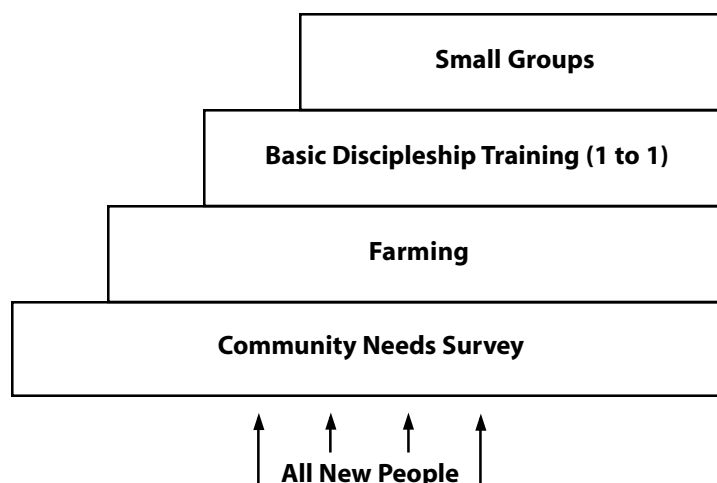 Small Groups
Basic Discipleship Training (1 to 1)
Farming
Community Needs Survey
All New People